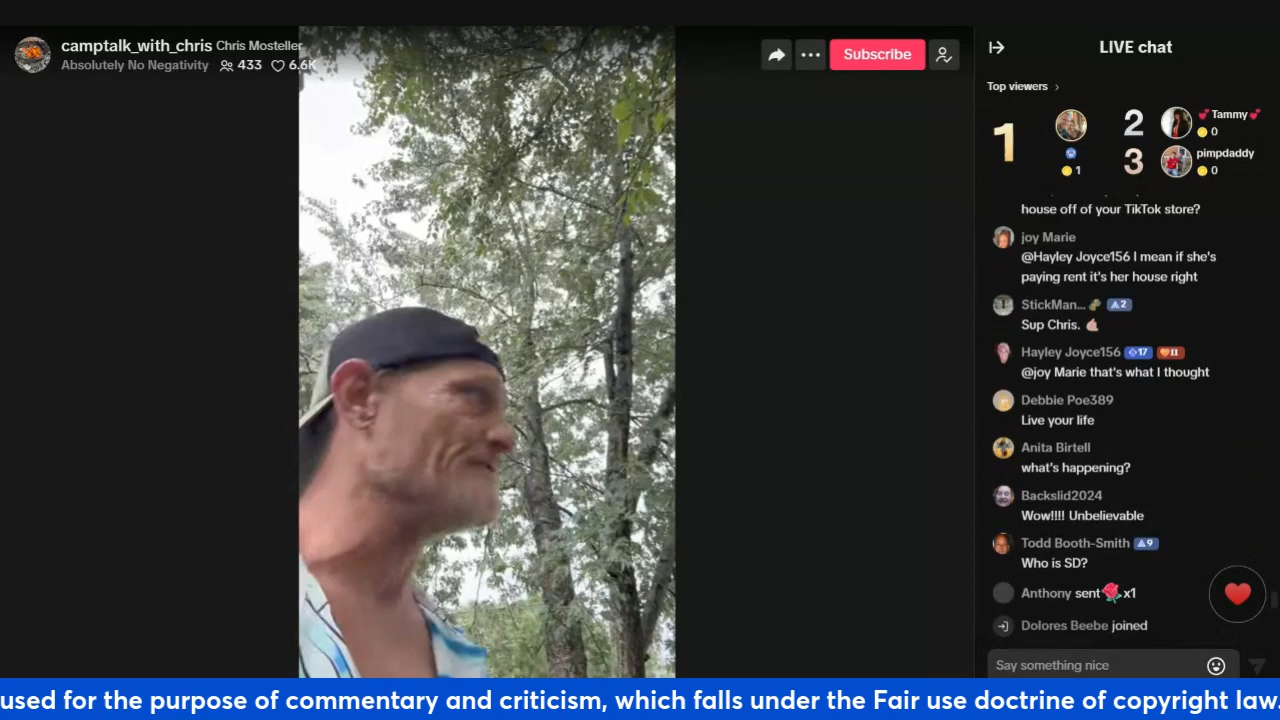 camptalk_with_chris Chris Mosteller
Absolutely No Negativity 433 6.6K
Subscribe
LIVE chat
Top viewers
1
1
2
💕Tammy💕
0
3
pimpdaddy
0
house off of your TikTok store?
joy Marie
@Hayley Joyce156 I mean if she's
paying rent it's her house right
StickMan... 2
Sup Chris.
Hayley Joyce156 17 II
@joy Marie that's what I thought
Debbie Poe389
Live your life
Anita Birtell
what's happening?
Backslid2024
Wow!!!! Unbelievable
Todd Booth-Smith 9
Who is SD?
Anthony sent🌹x1
Dolores Beebe joined
Say something nice
used for the purpose of commentary and criticism, which falls under the Fair use doctrine of copyright law.